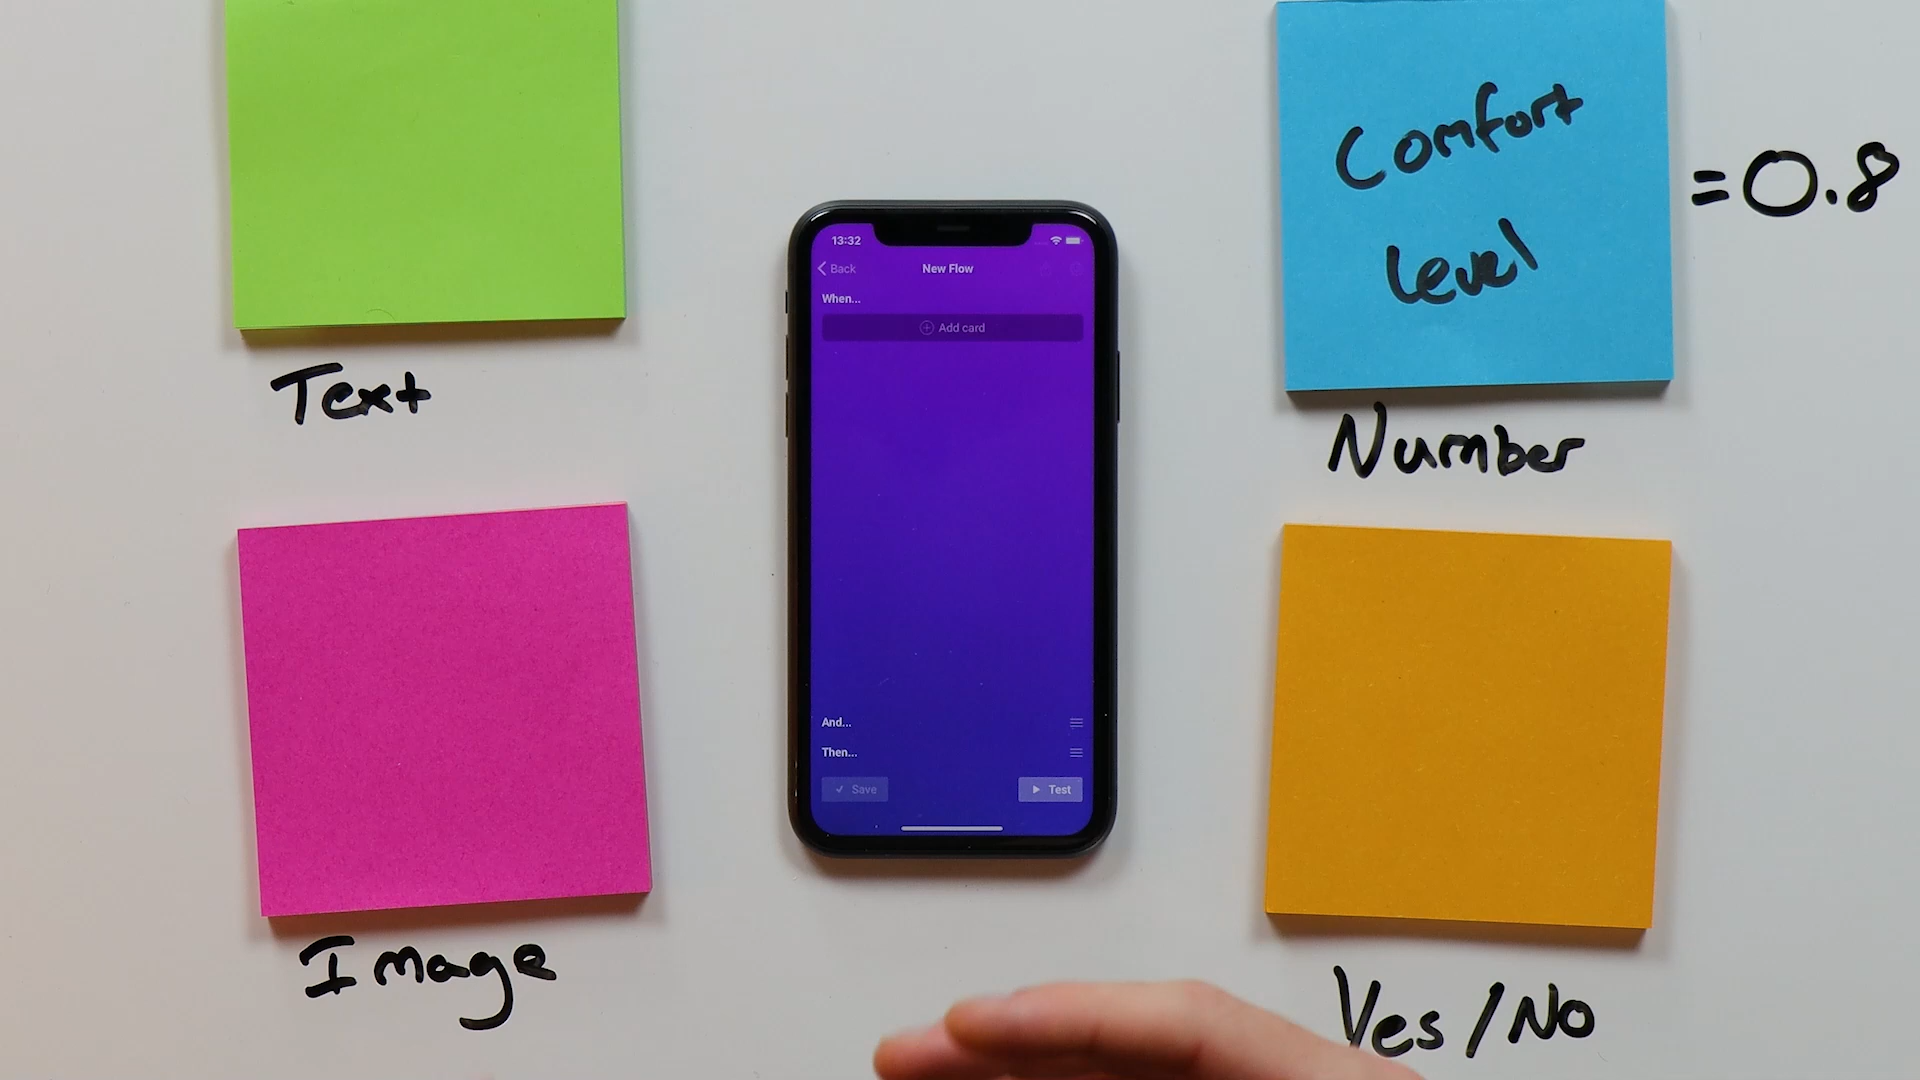 Comfort
level
=0.8
Text
Number
13:32
Back
New Flow
When...
Add card
And...
Then...
Save
Test
Image
Yes/No